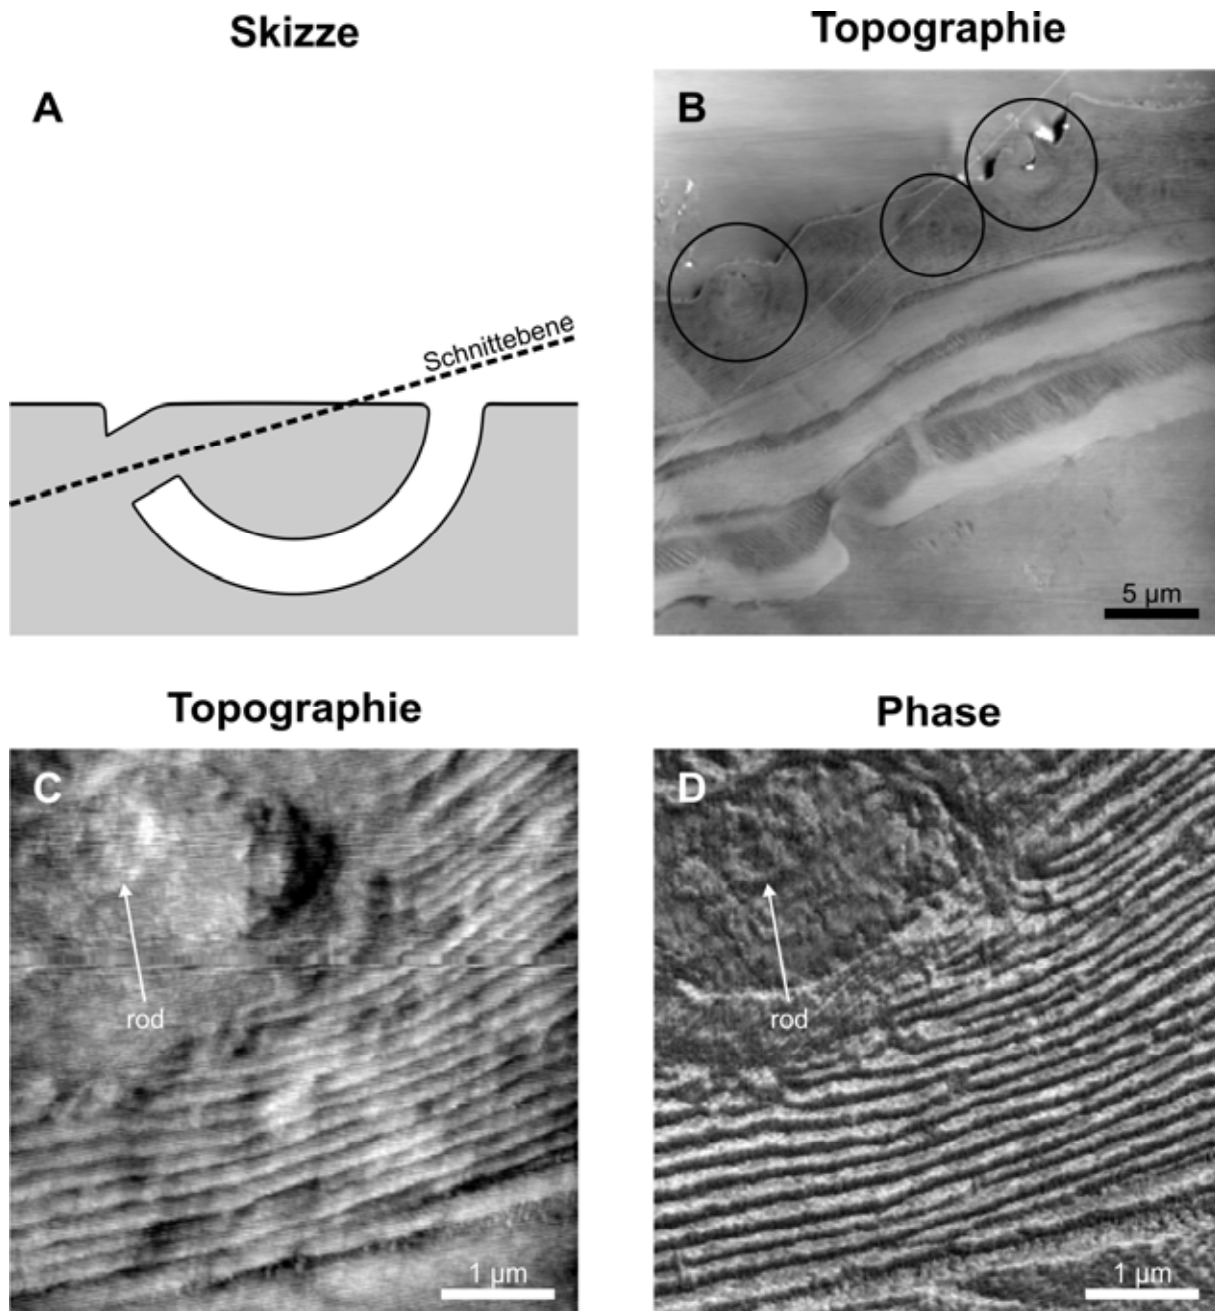 Skizze
Topographie
A
B
Schnittebene
5 µm
Topographie
Phase
C
D
rod
rod
1 µm
1 µm